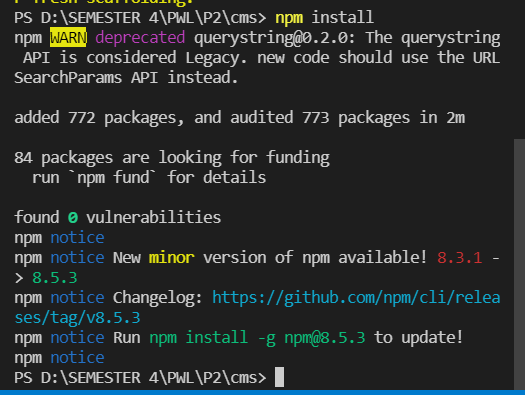 PS D:\SEMESTER 4\PWL\P2\cms> npm install
npm WARN deprecated querystring@0.2.0: The querystring
API is considered Legacy. new code should use the URL
SearchParams API instead.
added 772 packages, and audited 773 packages in 2m
84 packages are looking for funding
run `npm fund` for details
found 0 vulnerabilities
npm notice
npm notice New minor version of npm available! 8.3.1 -
> 8.5.3
npm notice Changelog: https://github.com/npm/cli/relea
ses/tag/v8.5.3
npm notice Run npm install -g npm@8.5.3 to update!
npm notice
PS D:\SEMESTER 4\PWL\P2\cms>